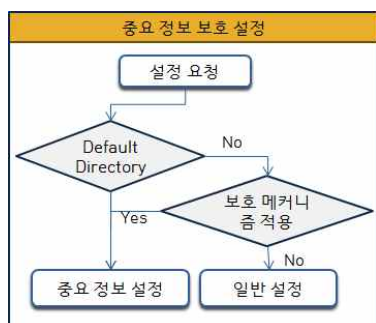 중요 정보 보호 설정
설정 요청
Default
Directory
No
보호 메커니
즘 적용
Yes
No
중요 정보 설정
일반 설정